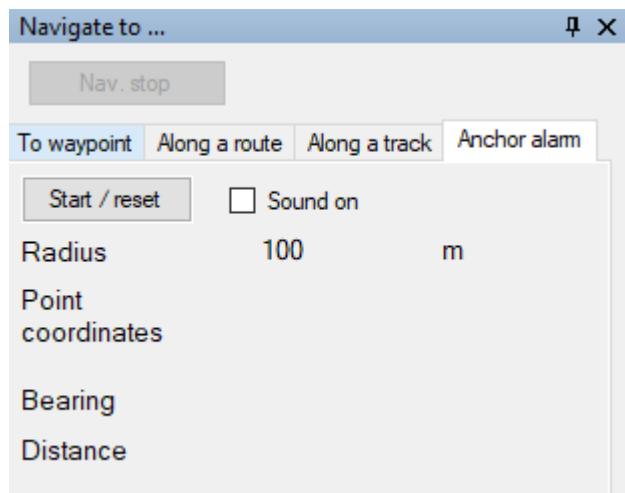 Navigate to ...
Nav. stop
To waypoint Along a route Along a track Anchor alarm
Start / reset Sound on
Radius 100 m
Point
coordinates
Bearing
Distance